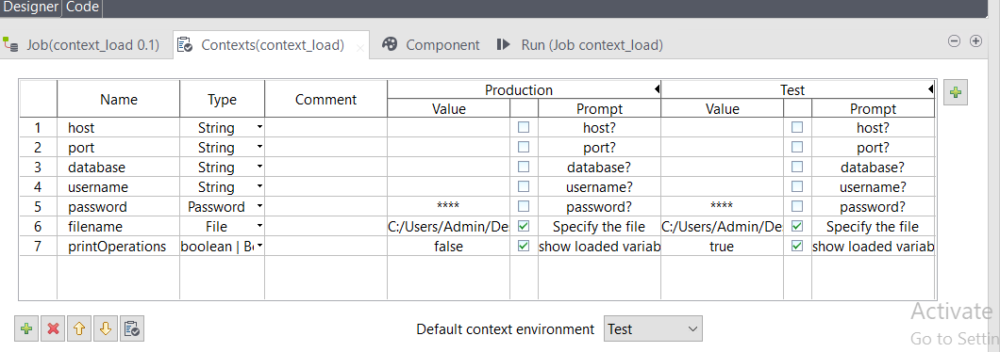 Designer Code
Job(context_load 0.1) Contexts(context_load) Component Run (Job context_load)
Name Type Comment Production Test
Value Prompt Value Prompt
1 host String host? host?
2 port String port? port?
3 database String database? database?
4 username String username? username?
5 password Password **** password? **** password?
6 filename File C:/Users/Admin/De Specify the file C:/Users/Admin/De Specify the file
7 printOperations boolean | B false show loaded variab true show loaded variab
Default context environment Test
Activate
Go to Settin